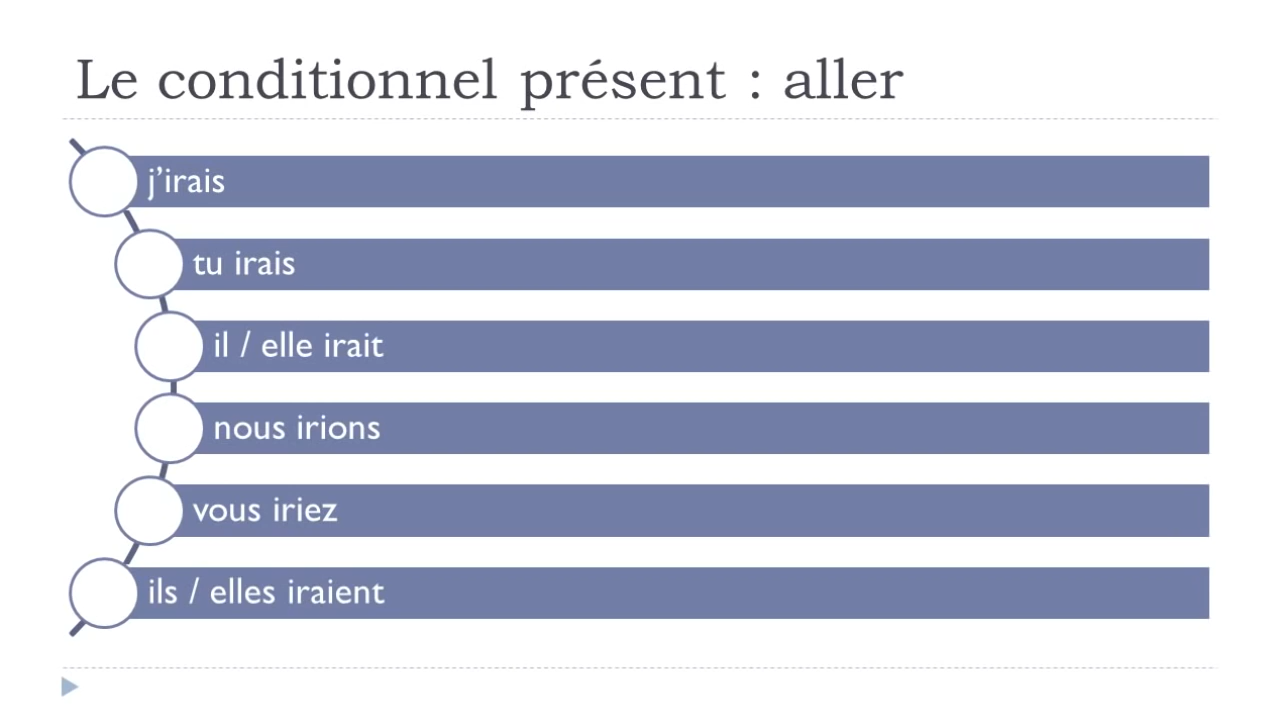 Le conditionnel présent : aller
j’irais
tu irais
il / elle irait
nous irions
vous iriez
ils / elles iraient